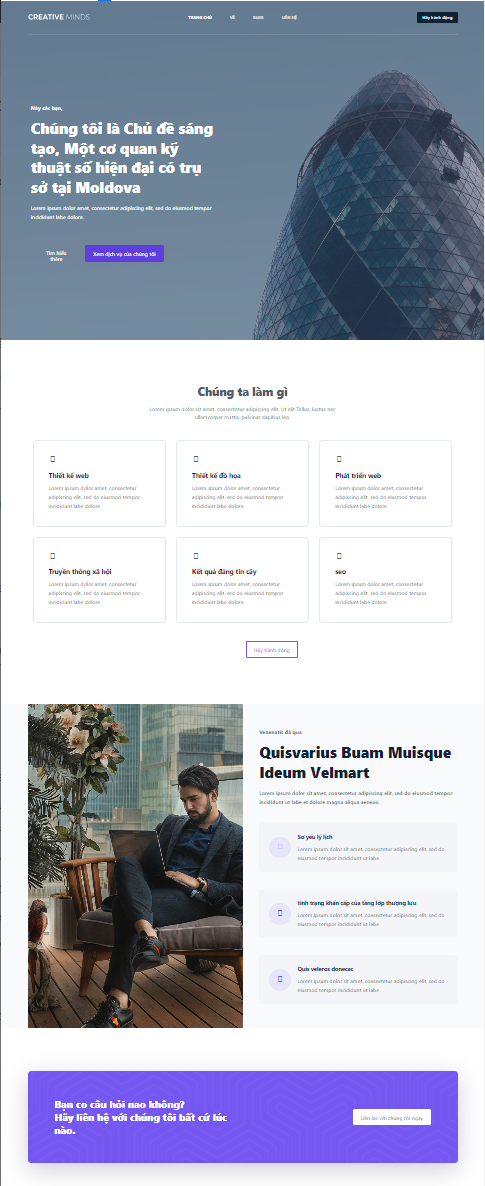 CREATIVE MINDS
TRANG CHỦ VỀ BLOG LIÊN HỆ
Hãy hành động
Này các bạn,
Chúng tôi là Chủ đề sáng
tạo, Một cơ quan kỹ
thuật số hiện đại có trụ
sở tại Moldova
Lorem ipsum dolor amet, consectetur adipiscing elit, sed do eiusmod tempor
incididunt labe dolore.
Tìm hiểu
thêm
Xem dịch vụ của chúng tôi
Chúng ta làm gì
Lorem ipsum dolor sit amet, consectetur adipiscing elit. Ut elit Tellus, luctus nec
ullamcorper mattis, pulvinar dapibus leo.
Thiết kế web
Lorem ipsum dolor amet, consectetur
adipiscing elit, sed do eiusmod tempor
incididunt labe dolore
Thiết kế đồ họa
Lorem ipsum dolor amet, consectetur
adipiscing elit, sed do eiusmod tempor
incididunt labe dolore
Phát triển web
Lorem ipsum dolor amet, consectetur
adipiscing elit, sed do eiusmod tempor
incididunt labe dolore
Truyền thông xã hội
Lorem ipsum dolor amet, consectetur
adipiscing elit, sed do eiusmod tempor
incididunt labe dolore
Kết quả đáng tin cậy
Lorem ipsum dolor amet, consectetur
adipiscing elit, sed do eiusmod tempor
incididunt labe dolore
seo
Lorem ipsum dolor amet, consectetur
adipiscing elit, sed do eiusmod tempor
incididunt labe dolore
Hãy hành động
Venenatis đã qua
Quisvarius Buam Muisque
Ideum Velmart
Lorem ipsum dolor sit amet, consectetur adipiscing elit, sed do eiusmod tempor
incididunt ut labe et dolore magna aliqua aenean.
Sơ yếu lý lịch
Lorem ipsum dolor sit amet, consectetur adipiscing elit, sed do
eiusmod tempor incididunt ut labe
tình trạng khẩn cấp của tầng lớp thượng lưu
Lorem ipsum dolor sit amet, consectetur adipiscing elit, sed do
eiusmod tempor incididunt ut labe
Quis veleros donecac
Lorem ipsum dolor sit amet, consectetur adipiscing elit, sed do
eiusmod tempor incididunt ut labe
Bạn co câu hỏi nao không?
Hãy liên hệ với chúng tôi bất cứ lúc
nào.
Liên lạc với chúng tôi ngay